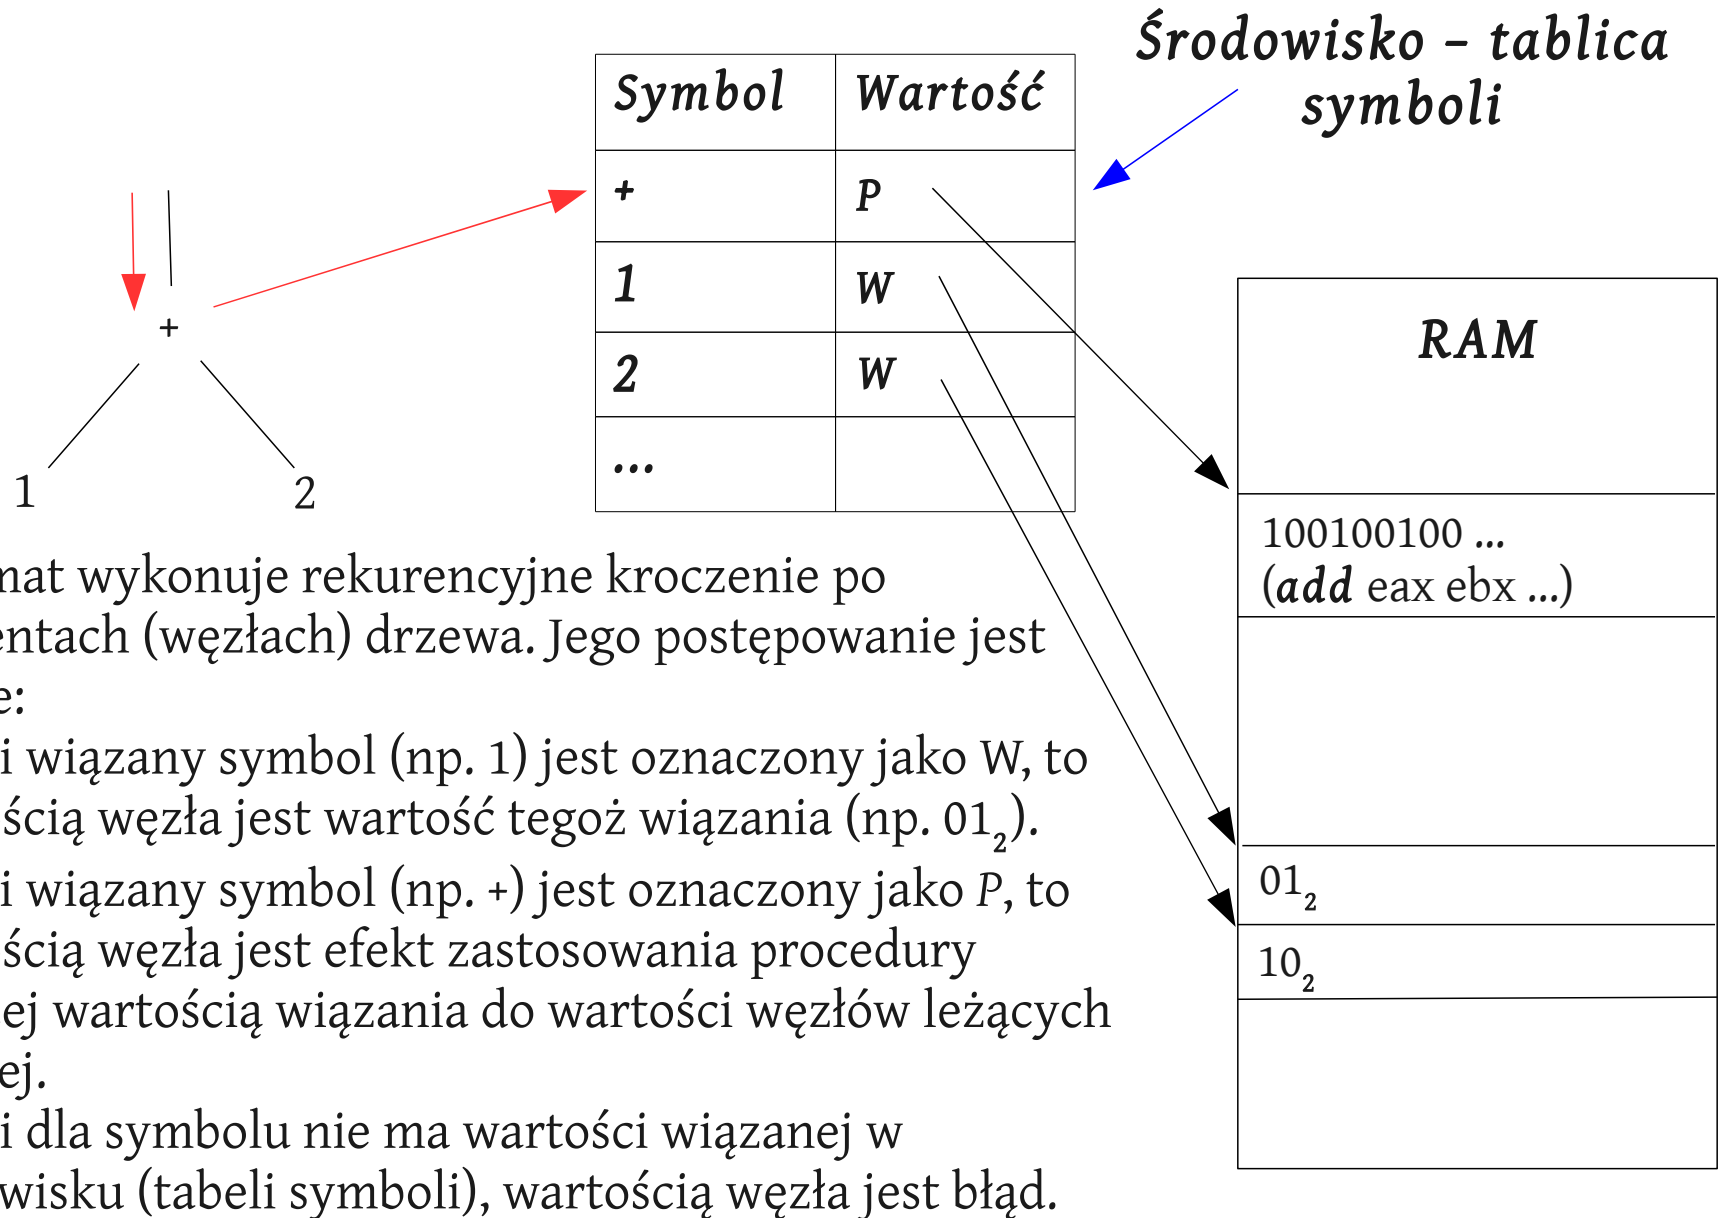 Środowisko – tablica
symboli
Symbol Wartość
+ P
1 W
2 W
...
+
1 2
RAM
100100100 ...
(add eax ebx ...)
01₂
10₂
mat wykonuje rekurencyjne kroczenie po
entach (węzłach) drzewa. Jego postępowanie jest
e:
i wiązany symbol (np. 1) jest oznaczony jako W, to
ścią węzła jest wartość tegoż wiązania (np. 01₂).
i wiązany symbol (np. +) jest oznaczony jako P, to
ścią węzła jest efekt zastosowania procedury
ej wartością wiązania do wartości węzłów leżących
ej.
i dla symbolu nie ma wartości wiązanej w
wisku (tabeli symboli), wartością węzła jest błąd.